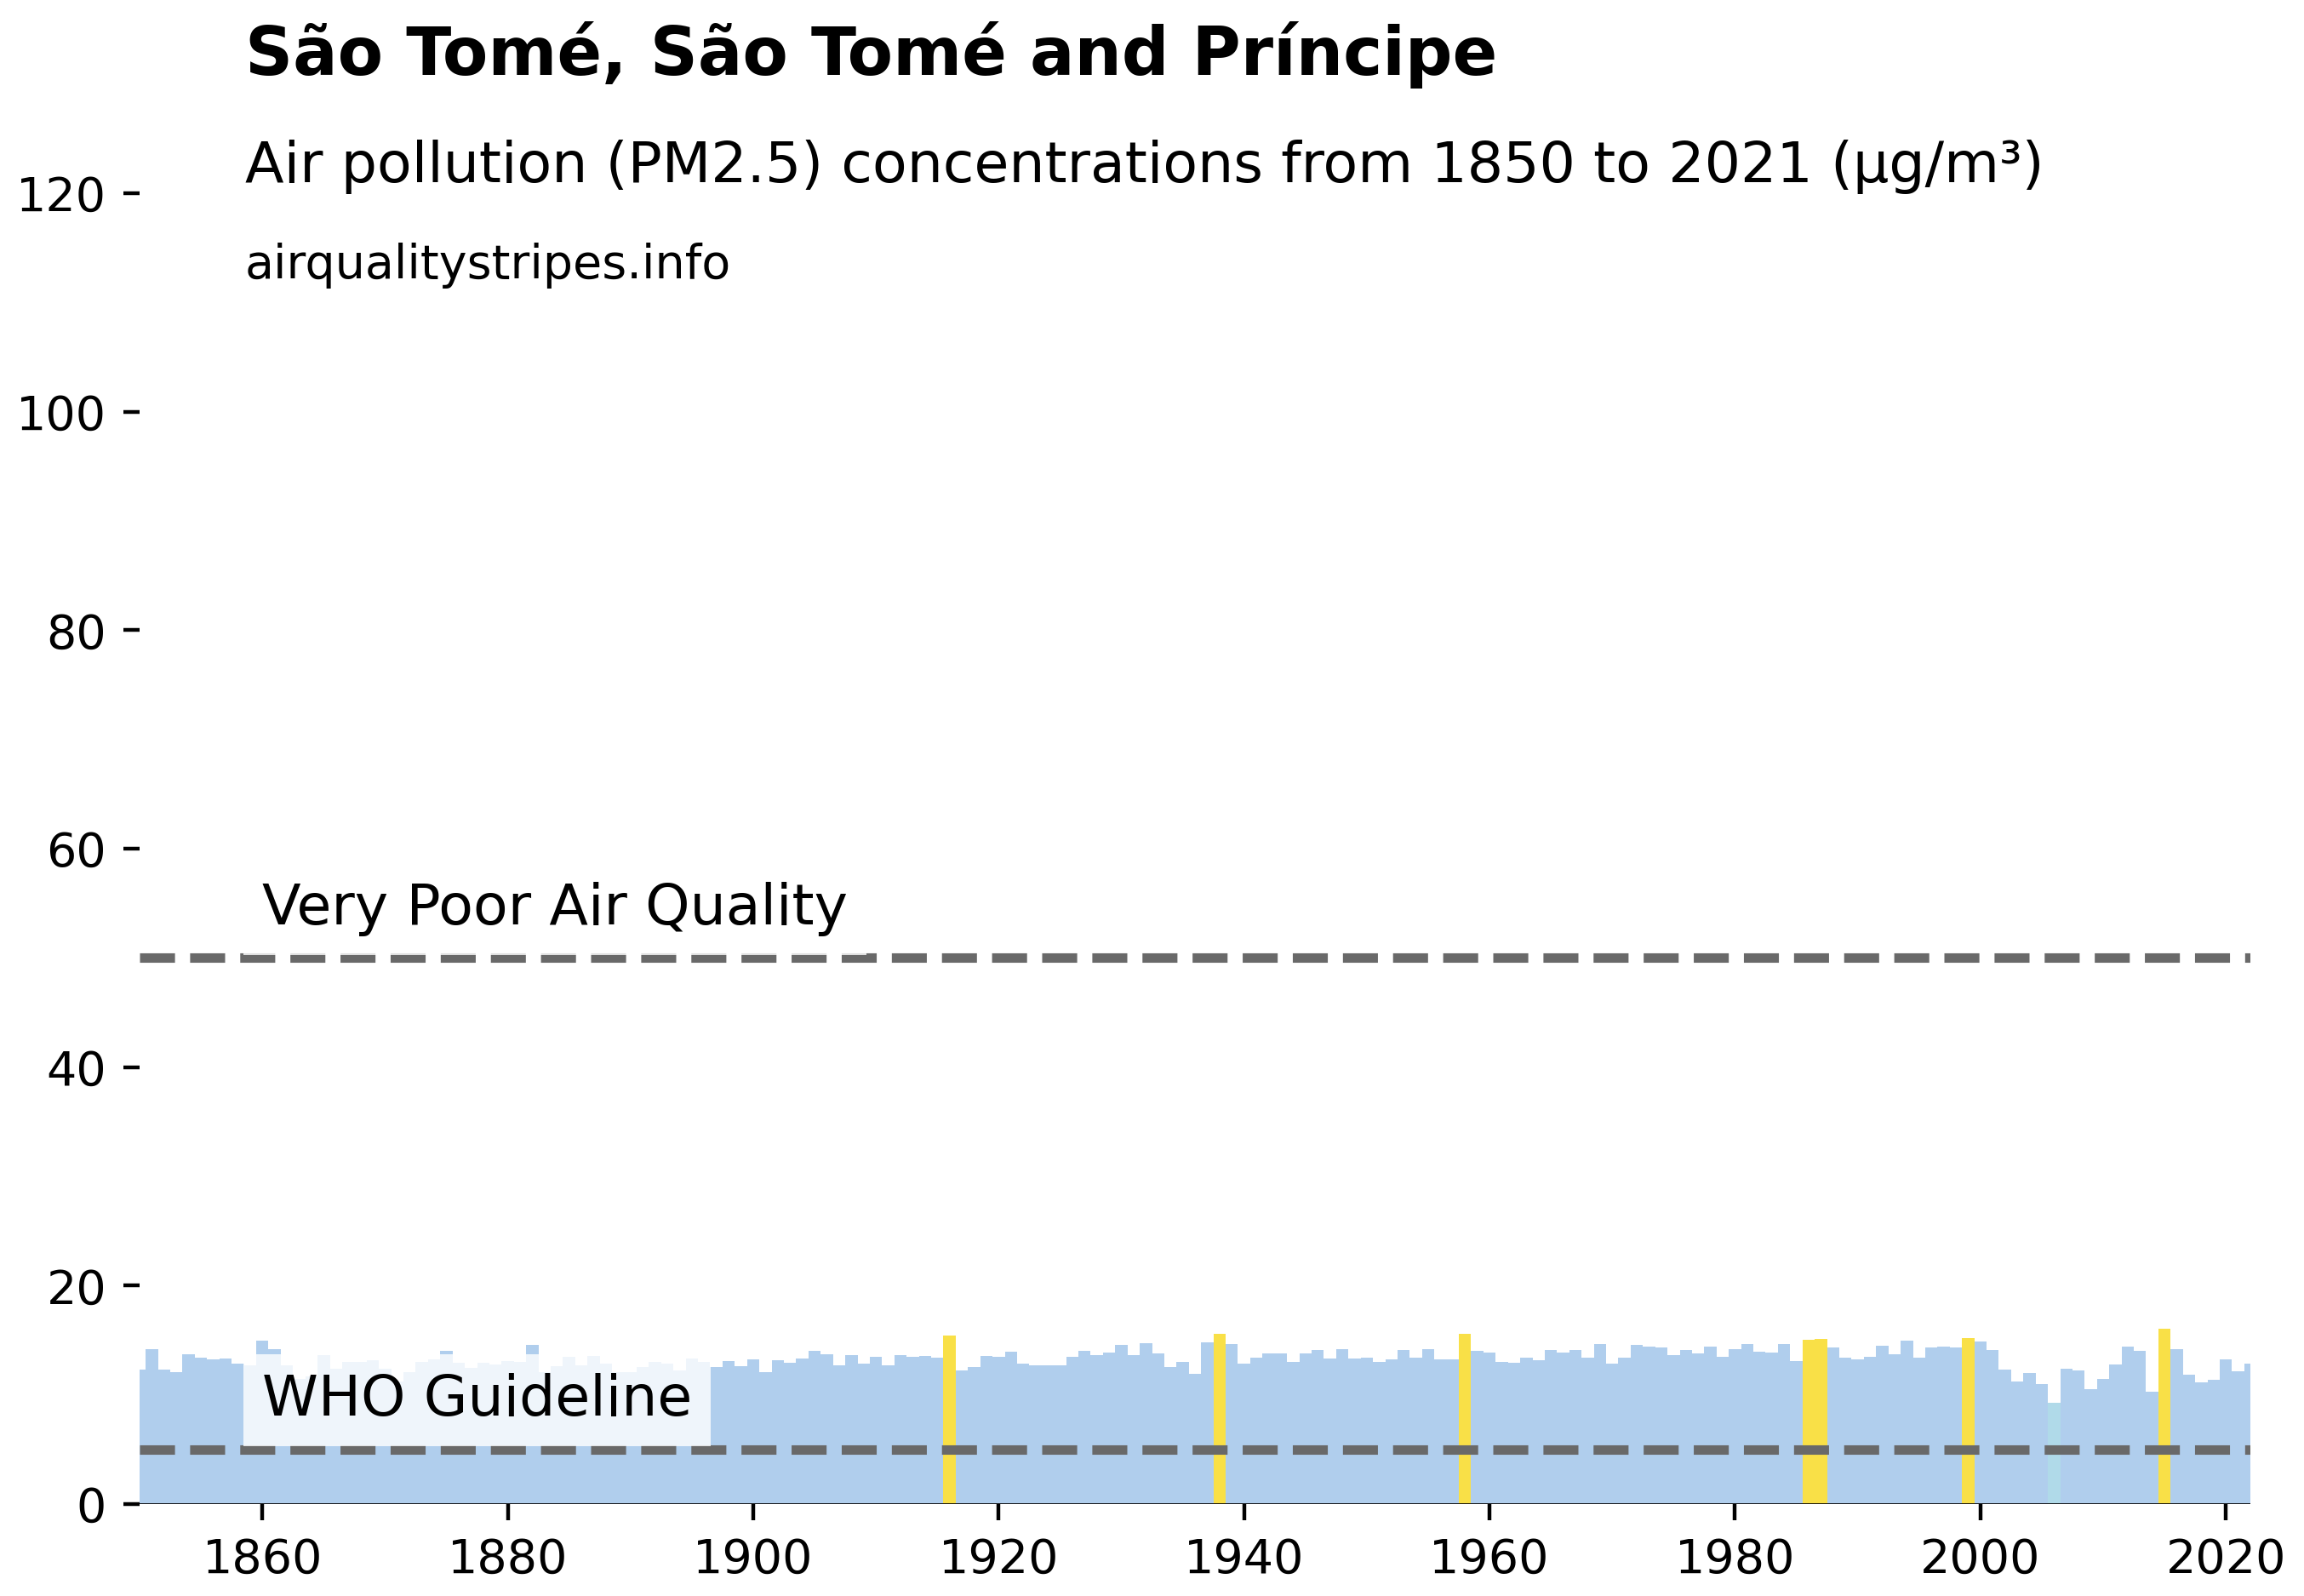 São Tomé, São Tomé and Príncipe
Air pollution (PM2.5) concentrations from 1850 to 2021 (μg/m³)
120
airqualitystripes.info
100
80
60
Very Poor Air Quality
40
20
WHO Guideline
0
1860 1880 1900 1920 1940 1960 1980 2000 2020